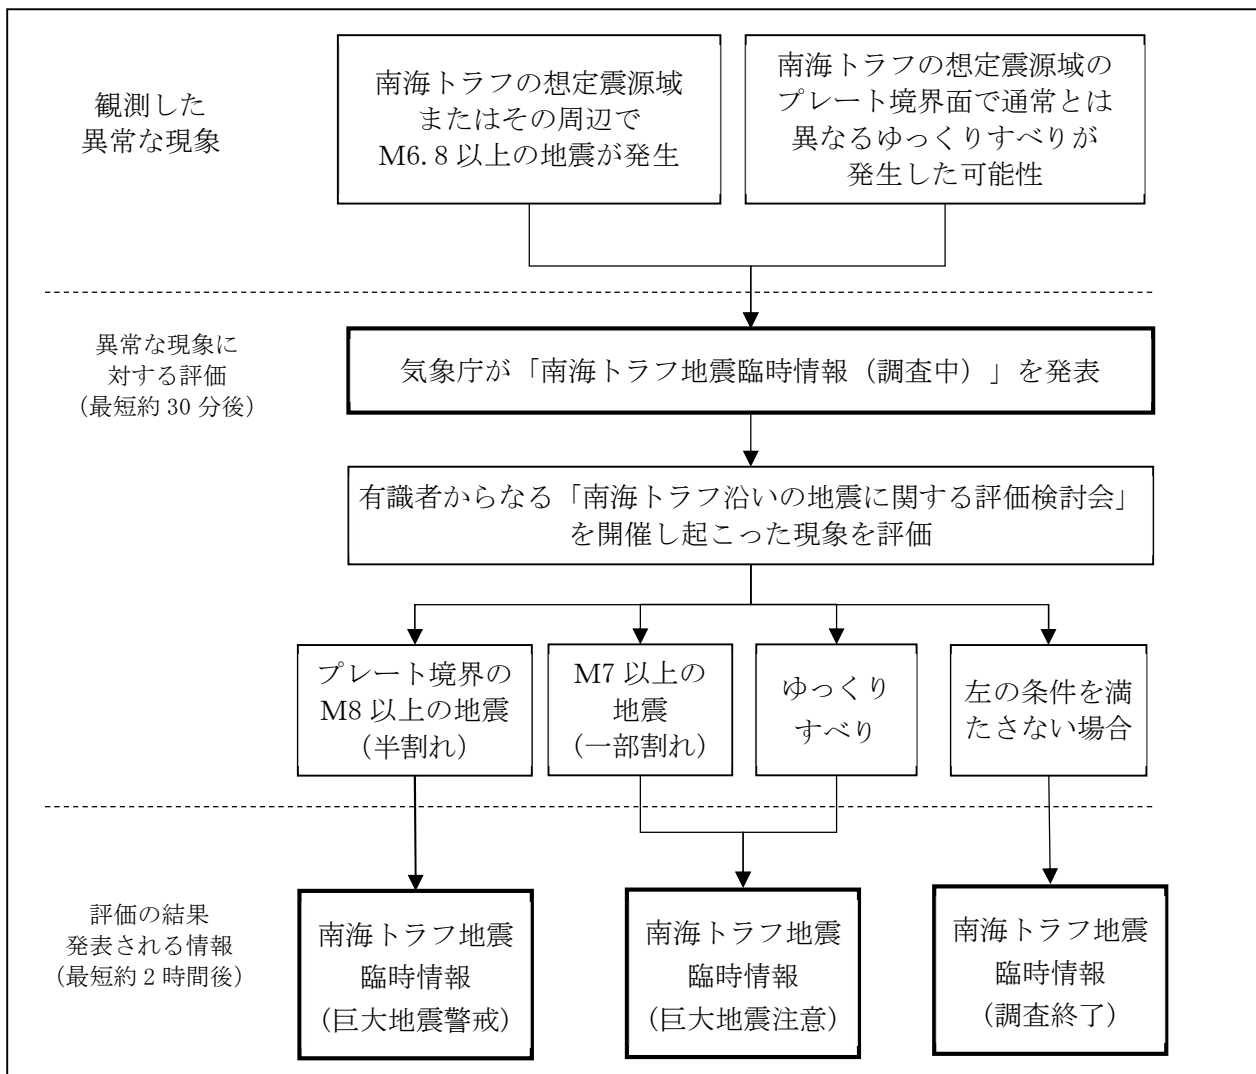 観測した
異常な現象
南海トラフの想定震源域
またはその周辺で
M6.8以上の地震が発生
南海トラフの想定震源域の
プレート境界面で通常とは
異なるゆっくりすべりが
発生した可能性
異常な現象に
対する評価
（最短約30分後）
気象庁が「南海トラフ地震臨時情報（調査中）」を発表
有識者からなる「南海トラフ沿いの地震に関する評価検討会」
を開催し起こった現象を評価
プレート境界の
M8以上の地震
（半割れ）
M7以上の
地震
（一部割れ）
ゆっくり
すべり
左の条件を満
たさない場合
評価の結果
発表される情報
（最短約2時間後）
南海トラフ地震
臨時情報
（巨大地震警戒）
南海トラフ地震
臨時情報
（巨大地震注意）
南海トラフ地震
臨時情報
（調査終了）